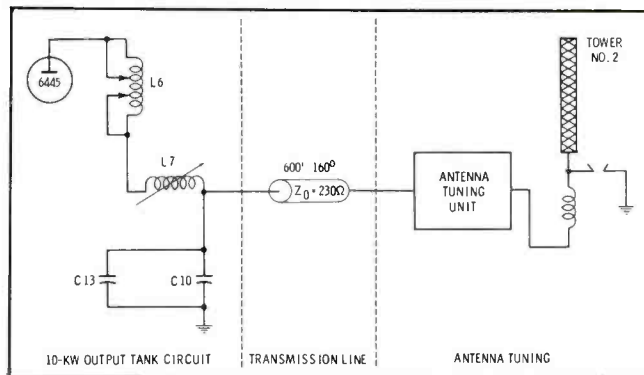 6445
L6
L7
C13
C10
10-KW OUTPUT TANK CIRCUIT
600' 160°
Z₀ = 230Ω
TRANSMISSION LINE
ANTENNA
TUNING
UNIT
TOWER
NO. 2
ANTENNA TUNING